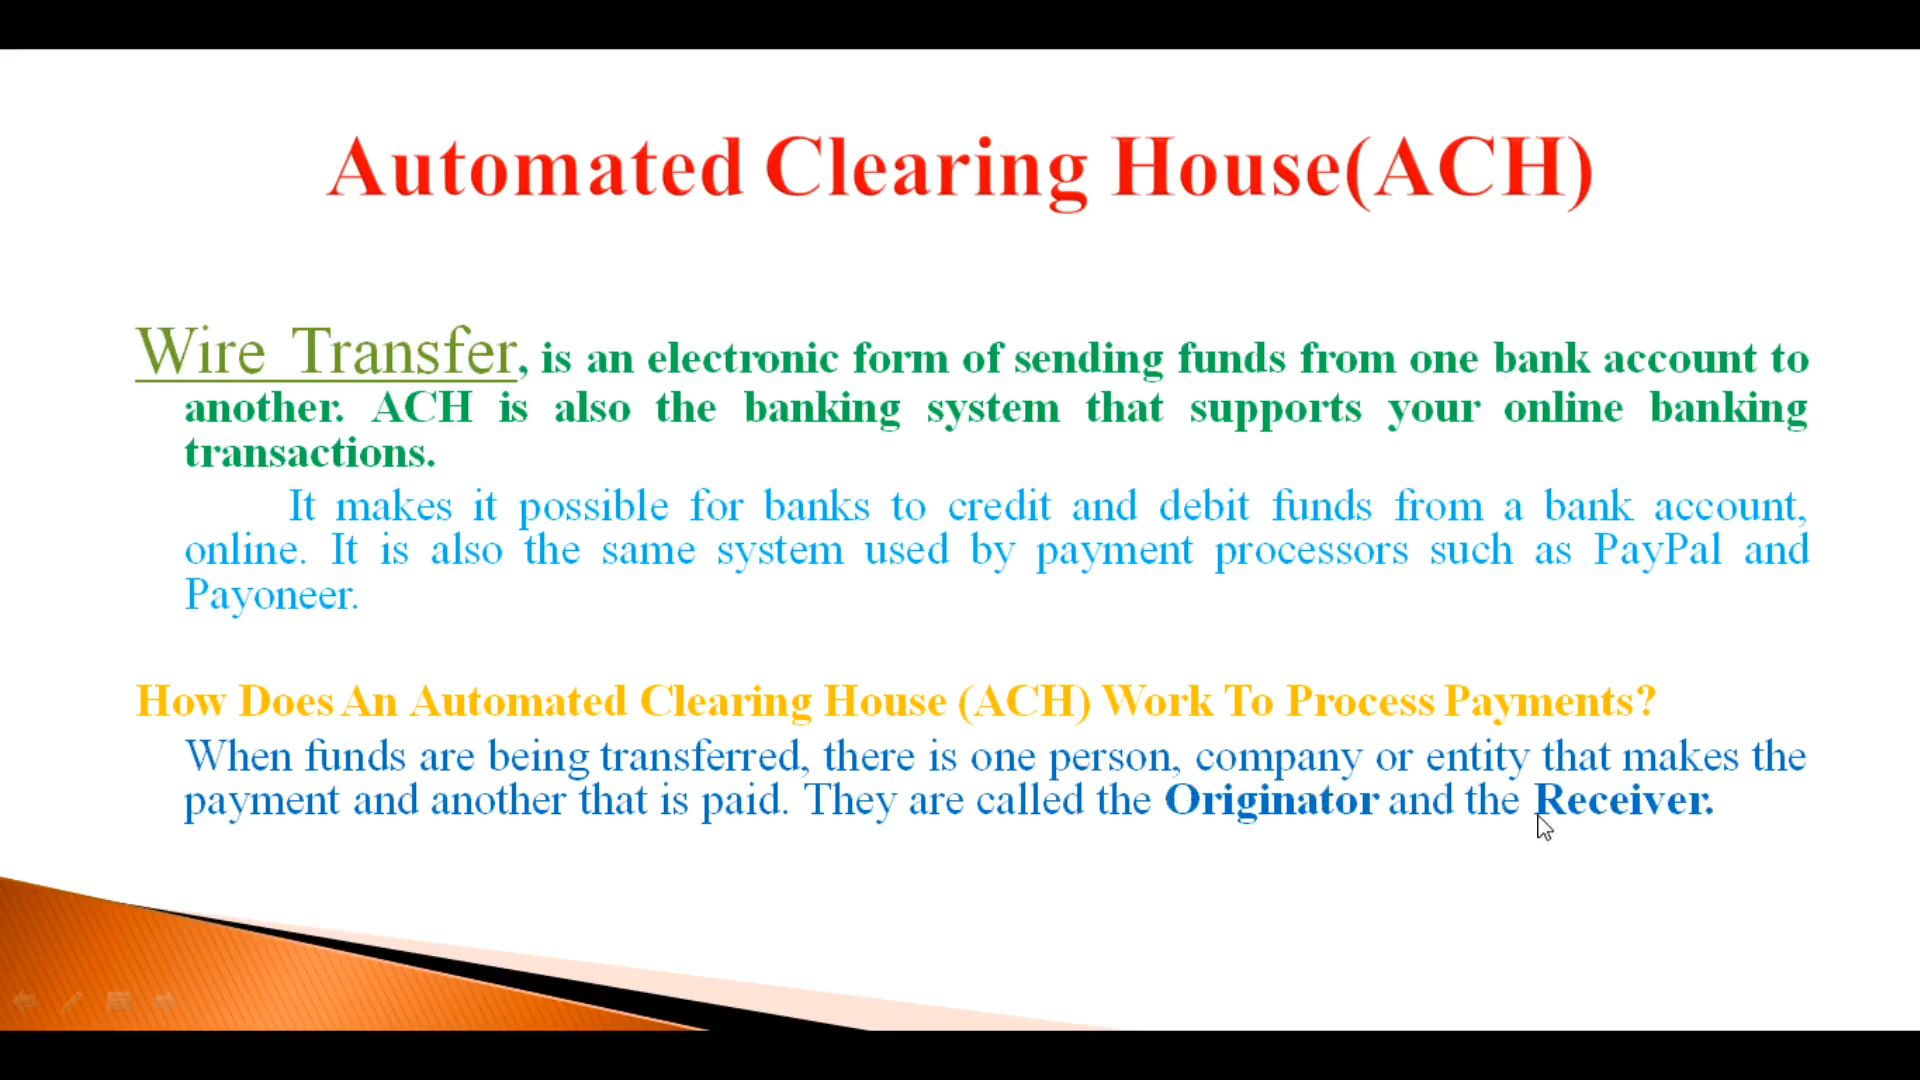 Automated Clearing House(ACH)
Wire Transfer, is an electronic form of sending funds from one bank account to
another. ACH is also the banking system that supports your online banking
transactions.
It makes it possible for banks to credit and debit funds from a bank account,
online. It is also the same system used by payment processors such as PayPal and
Payoneer.
How Does An Automated Clearing House (ACH) Work To Process Payments?
When funds are being transferred, there is one person, company or entity that makes the
payment and another that is paid. They are called the Originator and the Receiver.